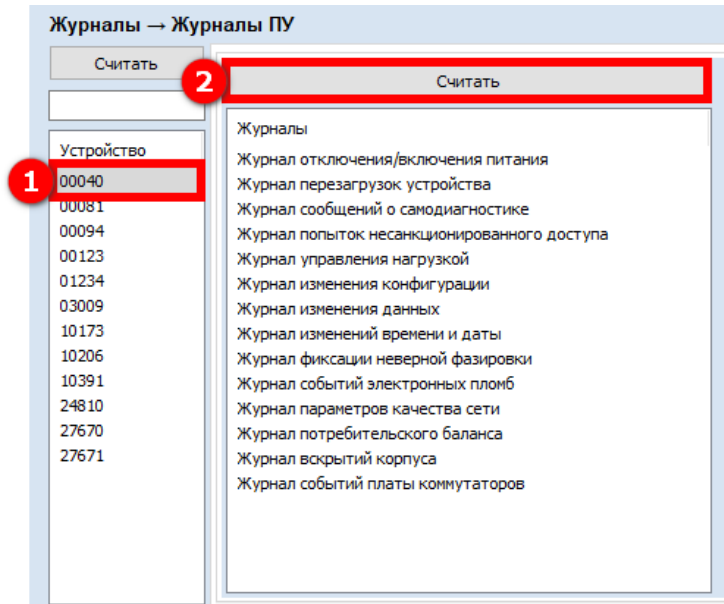 Журналы → Журналы ПУ
Считать
2
Считать
Устройство
1
00040
00081
00094
00123
01234
03009
10173
10206
10391
24810
27670
27671
Журналы
Журнал отключения/включения питания
Журнал перезагрузок устройства
Журнал сообщений о самодиагностике
Журнал попыток несанкционированного доступа
Журнал управления нагрузкой
Журнал изменения конфигурации
Журнал изменения данных
Журнал изменений времени и даты
Журнал фиксации неверной фазировки
Журнал событий электронных пломб
Журнал параметров качества сети
Журнал потребительского баланса
Журнал вскрытий корпуса
Журнал событий платы коммутаторов